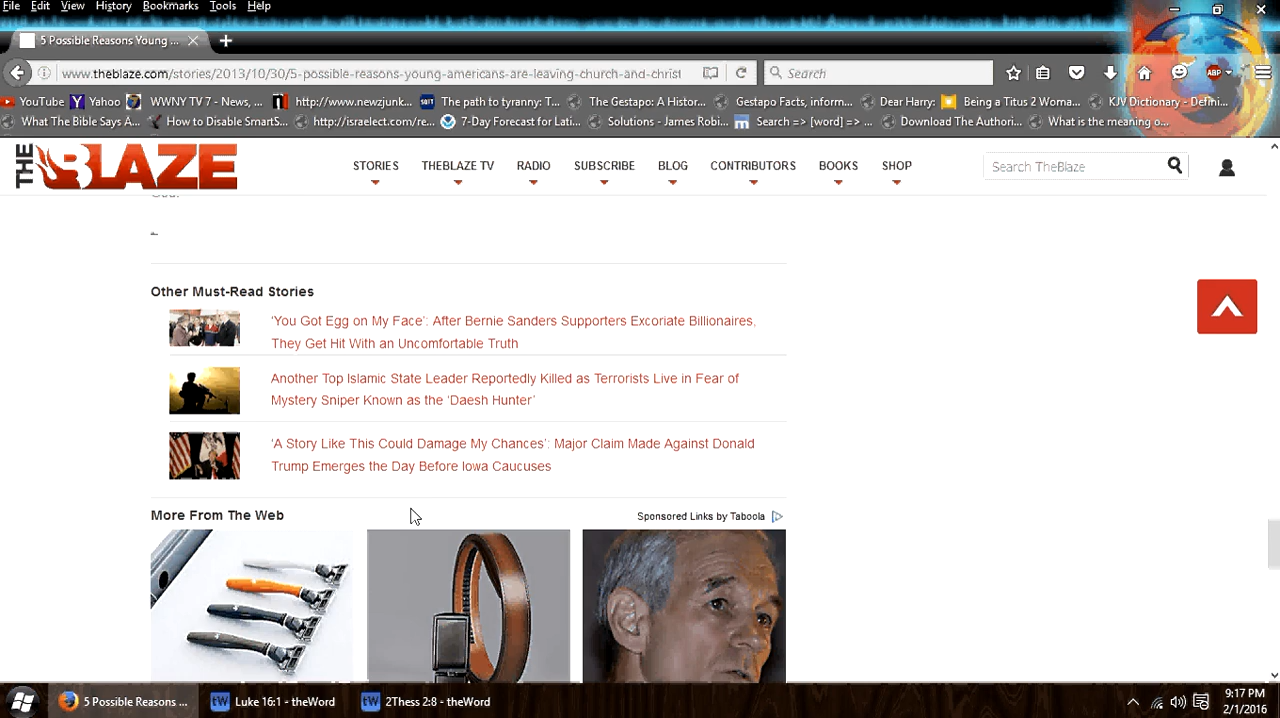 File Edit View History Bookmarks Tools Help
5 Possible Reasons Young ...
www.theblaze.com/stories/2013/10/30/5-possible-reasons-young-americans-are-leaving-church-and-christ
Search
ABP
YouTube Yahoo WWNY TV 7 - News, ... http://www.newzjunk... The path to tyranny: T... The Gestapo: A Histor... Gestapo Facts, inform... Dear Harry: Being a Titus 2 Woma... KJV Dictionary - Defini...
What The Bible Says A... How to Disable SmartS... http://israelect.com/re... 7-Day Forecast for Lati... Solutions - James Robi... Search => [word] => ... Download The Authori... What is the meaning o...
THE BLAZE
STORIES THEBLAZE TV RADIO SUBSCRIBE BLOG CONTRIBUTORS BOOKS SHOP
Search TheBlaze
Other Must-Read Stories
‘You Got Egg on My Face’: After Bernie Sanders Supporters Excoriate Billionaires,
They Get Hit With an Uncomfortable Truth
Another Top Islamic State Leader Reportedly Killed as Terrorists Live in Fear of
Mystery Sniper Known as the ‘Daesh Hunter’
‘A Story Like This Could Damage My Chances’: Major Claim Made Against Donald
Trump Emerges the Day Before Iowa Caucuses
More From The Web
Sponsored Links by Taboola
5 Possible Reasons ... Luke 16:1 - theWord 2Thess 2:8 - theWord
9:17 PM
2/1/2016